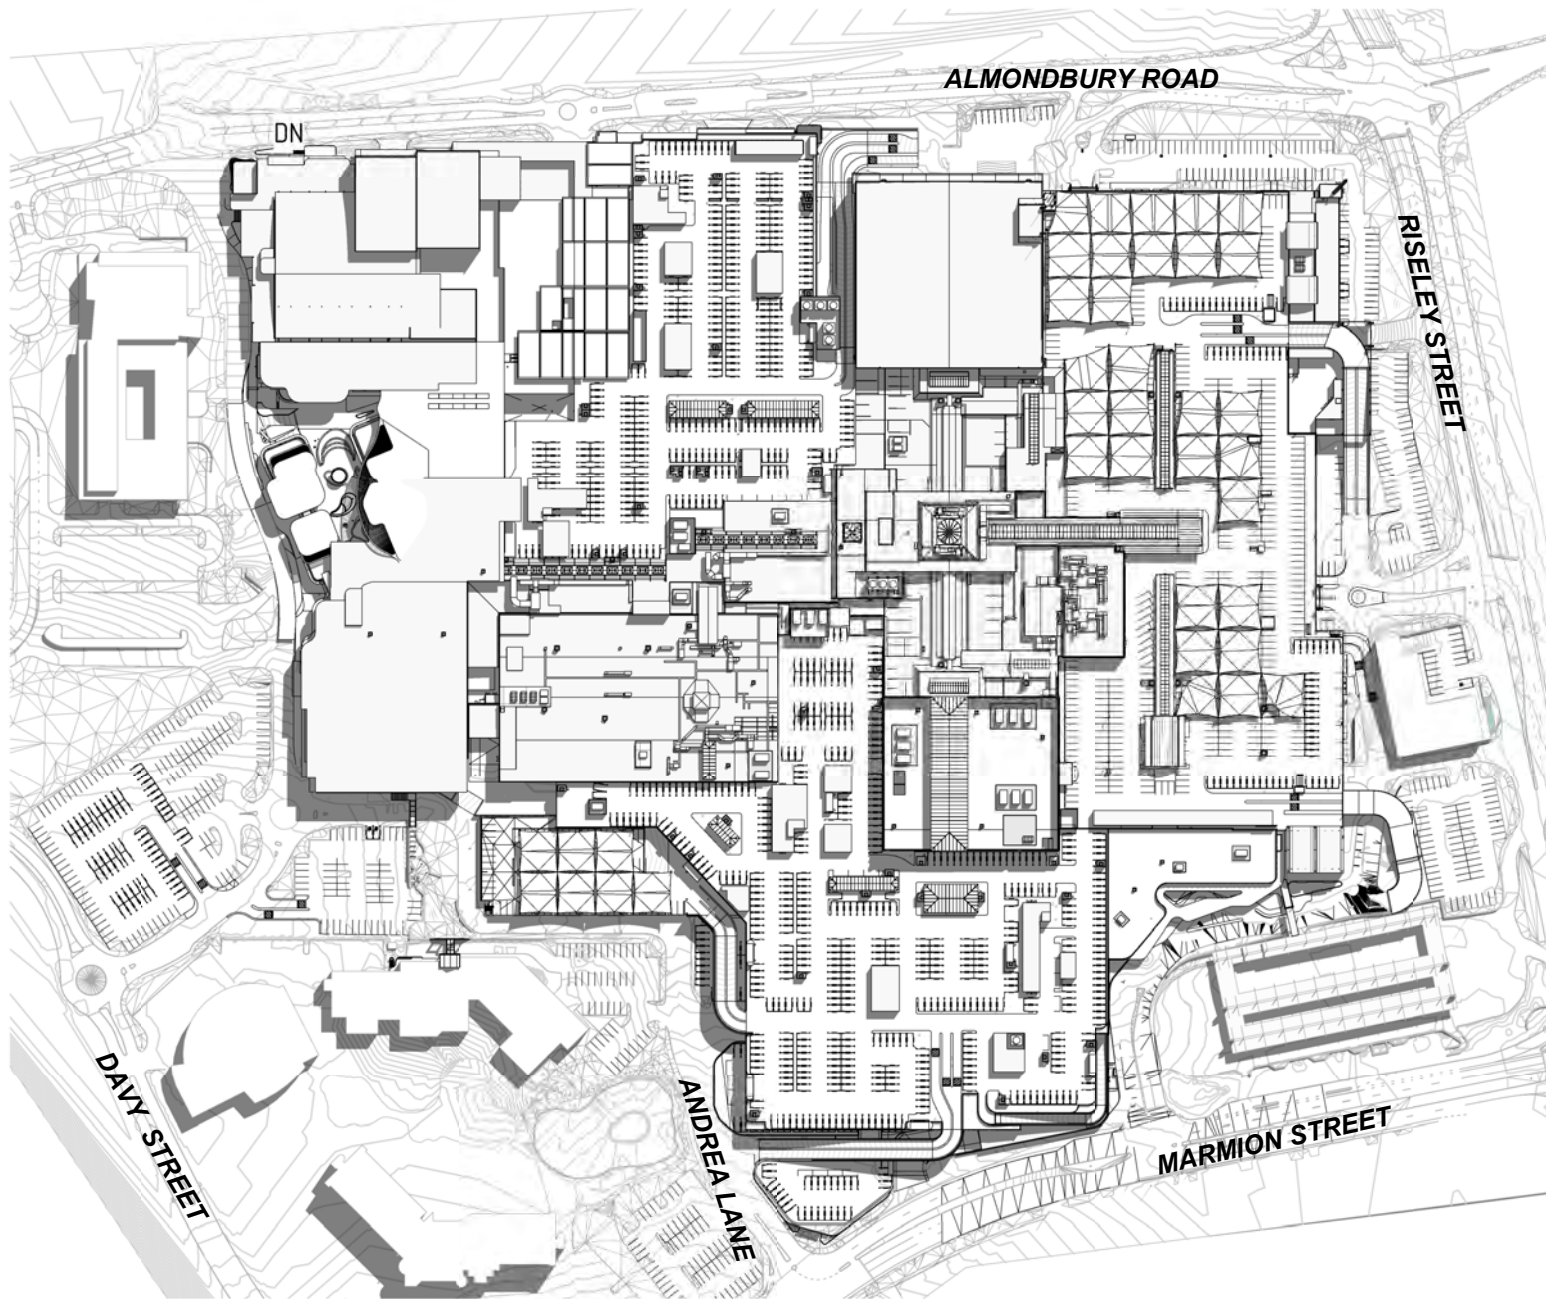 ALMONDBURY ROAD
DN
RISELEY STREET
DAVY STREET
ANDREA LANE
MARMION STREET